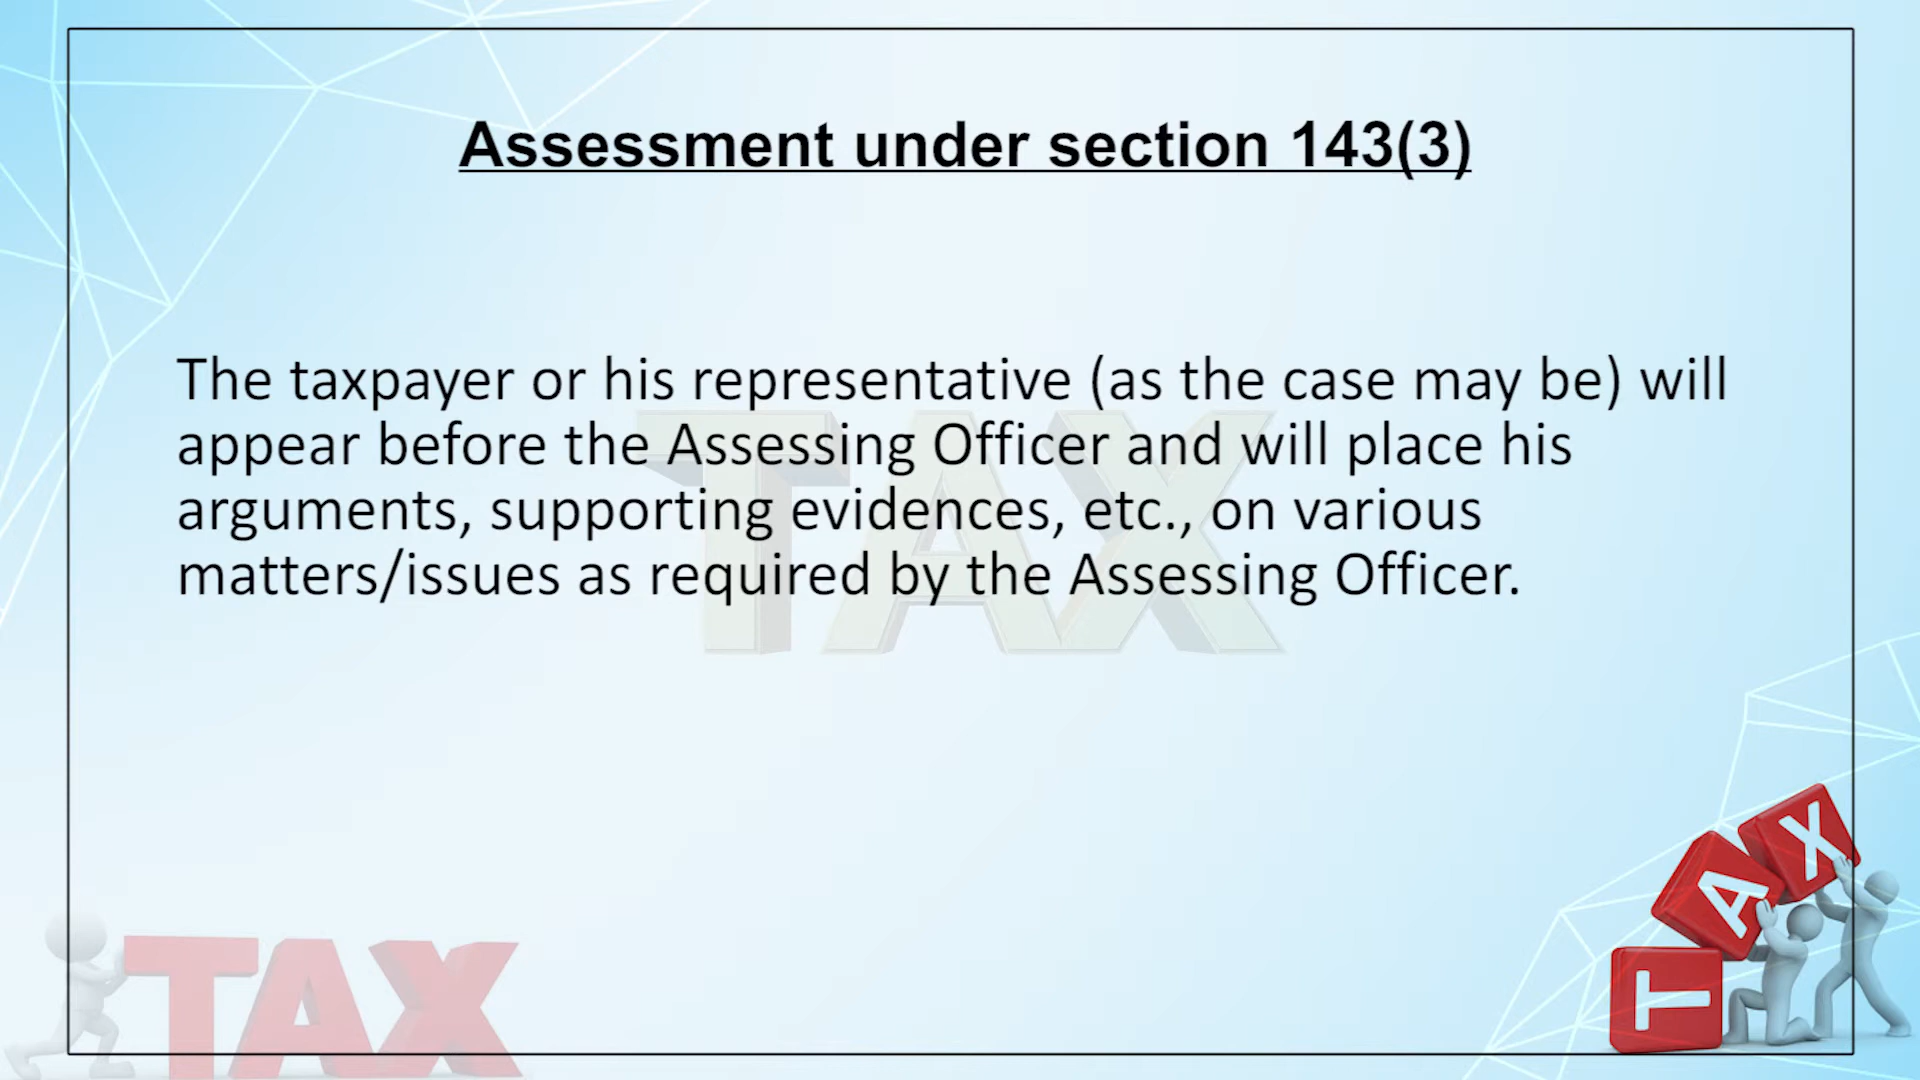 Assessment under section 143(3)
The taxpayer or his representative (as the case may be) will
appear before the Assessing Officer and will place his
arguments, supporting evidences, etc., on various
matters/issues as required by the Assessing Officer.
TAX
TAX
TAX